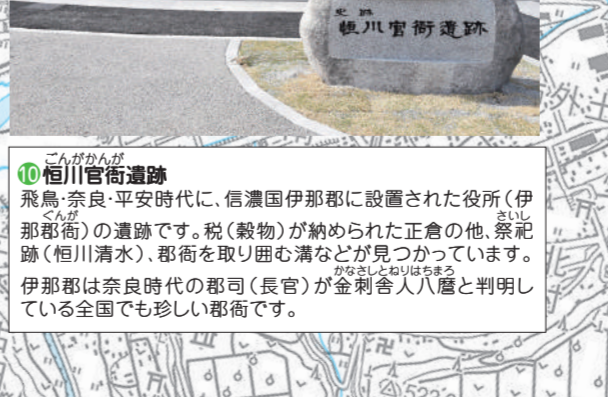 史跡
恒川官衙遺跡
外土
ごんがかんが
⑩恒川官衙遺跡
飛鳥・奈良・平安時代に、信濃国伊那郡に設置された役所（伊
ぐんが
さいし
那郡衙）の遺跡です。税（穀物）が納められた正倉の他、祭祀
跡（恒川清水）、郡衙を取り囲む溝などが見つかっています。
かなさしとねりはちまろ
伊那郡は奈良時代の郡司（長官）が金刺舎人八麿と判明し
ている全国でも珍しい郡衙です。